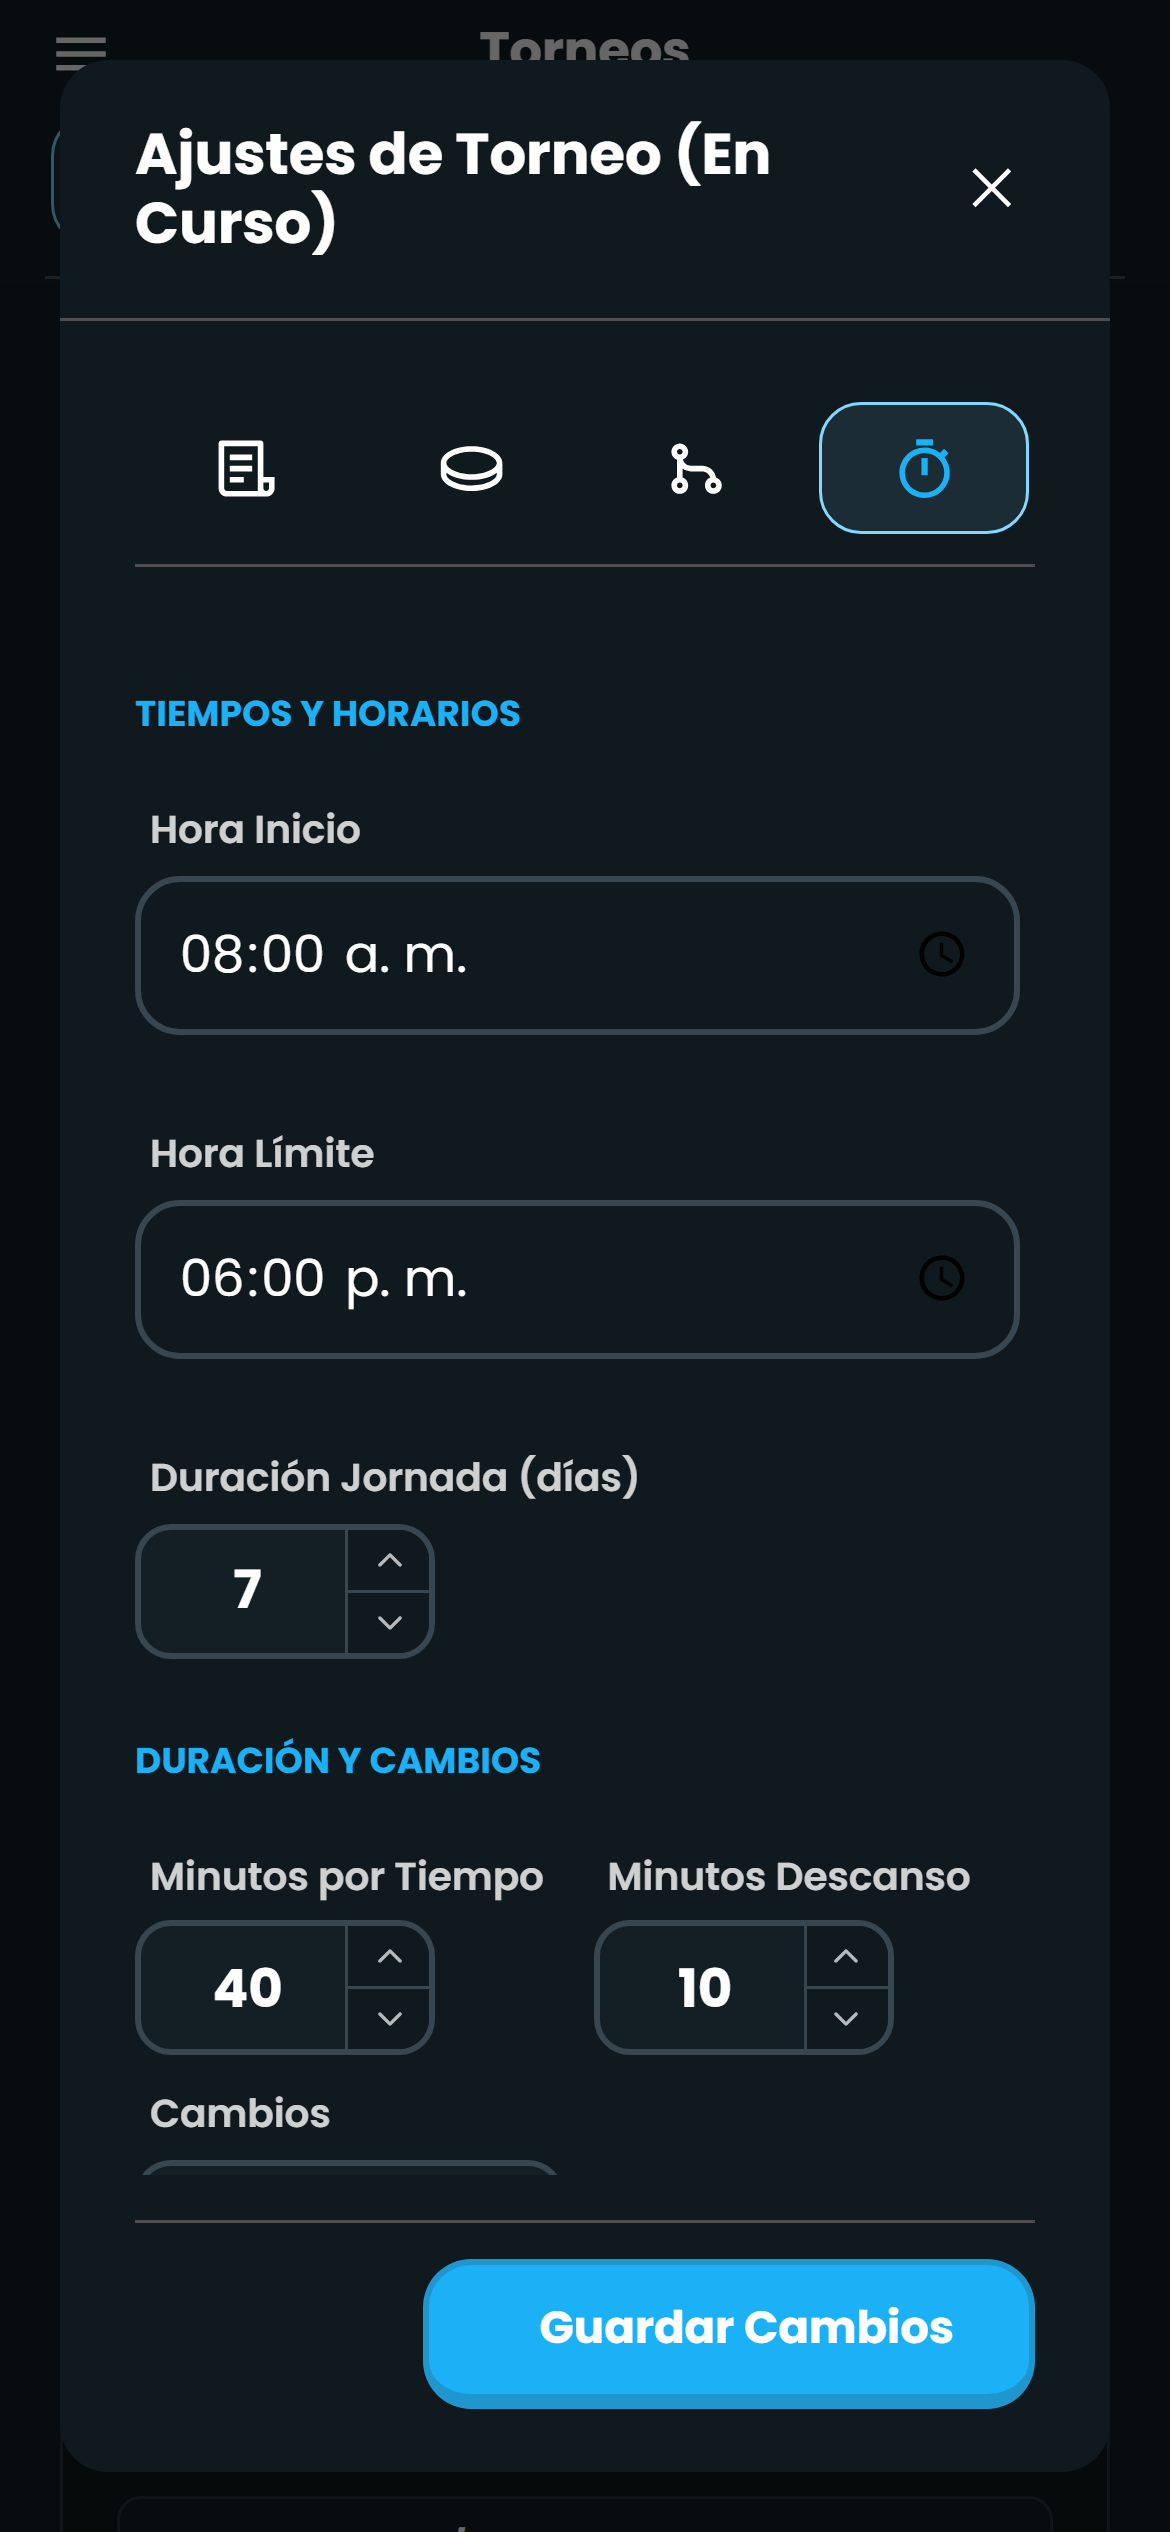 Torneos
Ajustes de Torneo (En
Curso)
TIEMPOS Y HORARIOS
Hora Inicio
08:00 a. m.
Hora Límite
06:00 p. m.
Duración Jornada (días)
7
DURACIÓN Y CAMBIOS
Minutos por Tiempo
Minutos Descanso
40
10
Cambios
Guardar Cambios